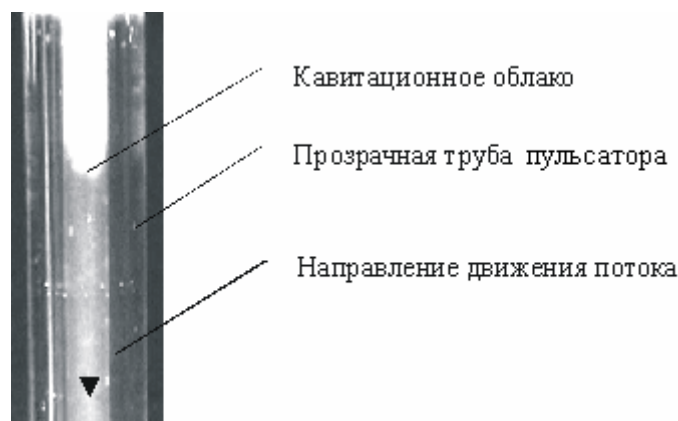 Кавитационное облако
Прозрачная труба пульсатора
Направление движения потока